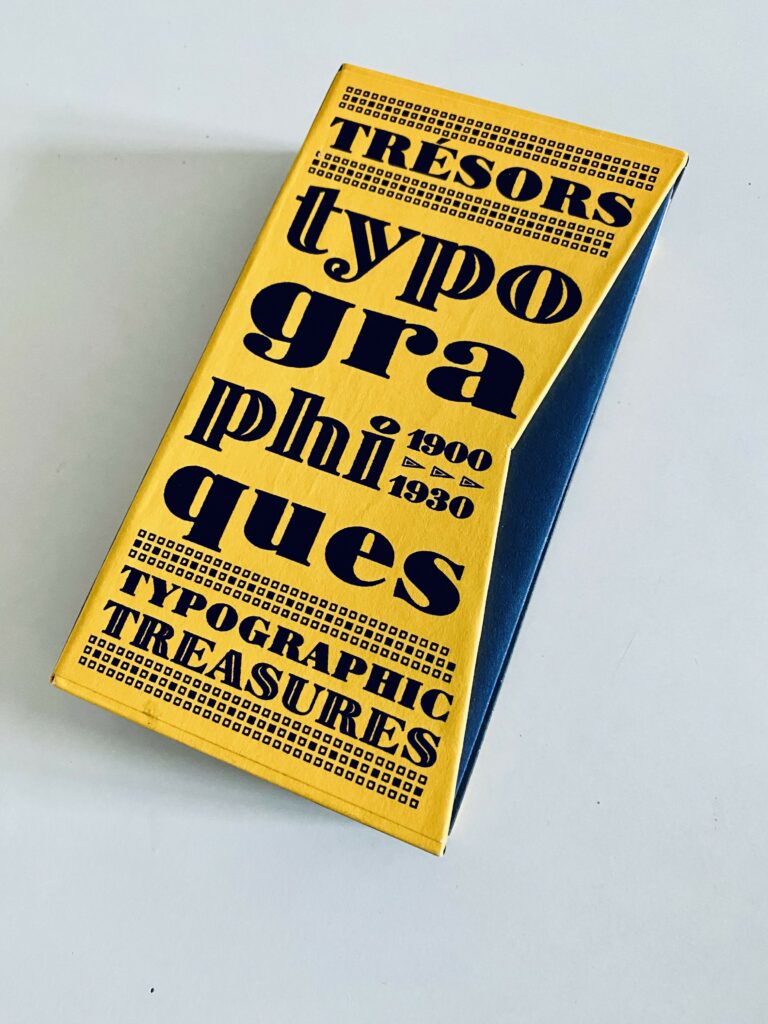 TRÉSORS
typo
gra
phi
1900
1930
ques
TYPOGRAPHIC
TREASURES